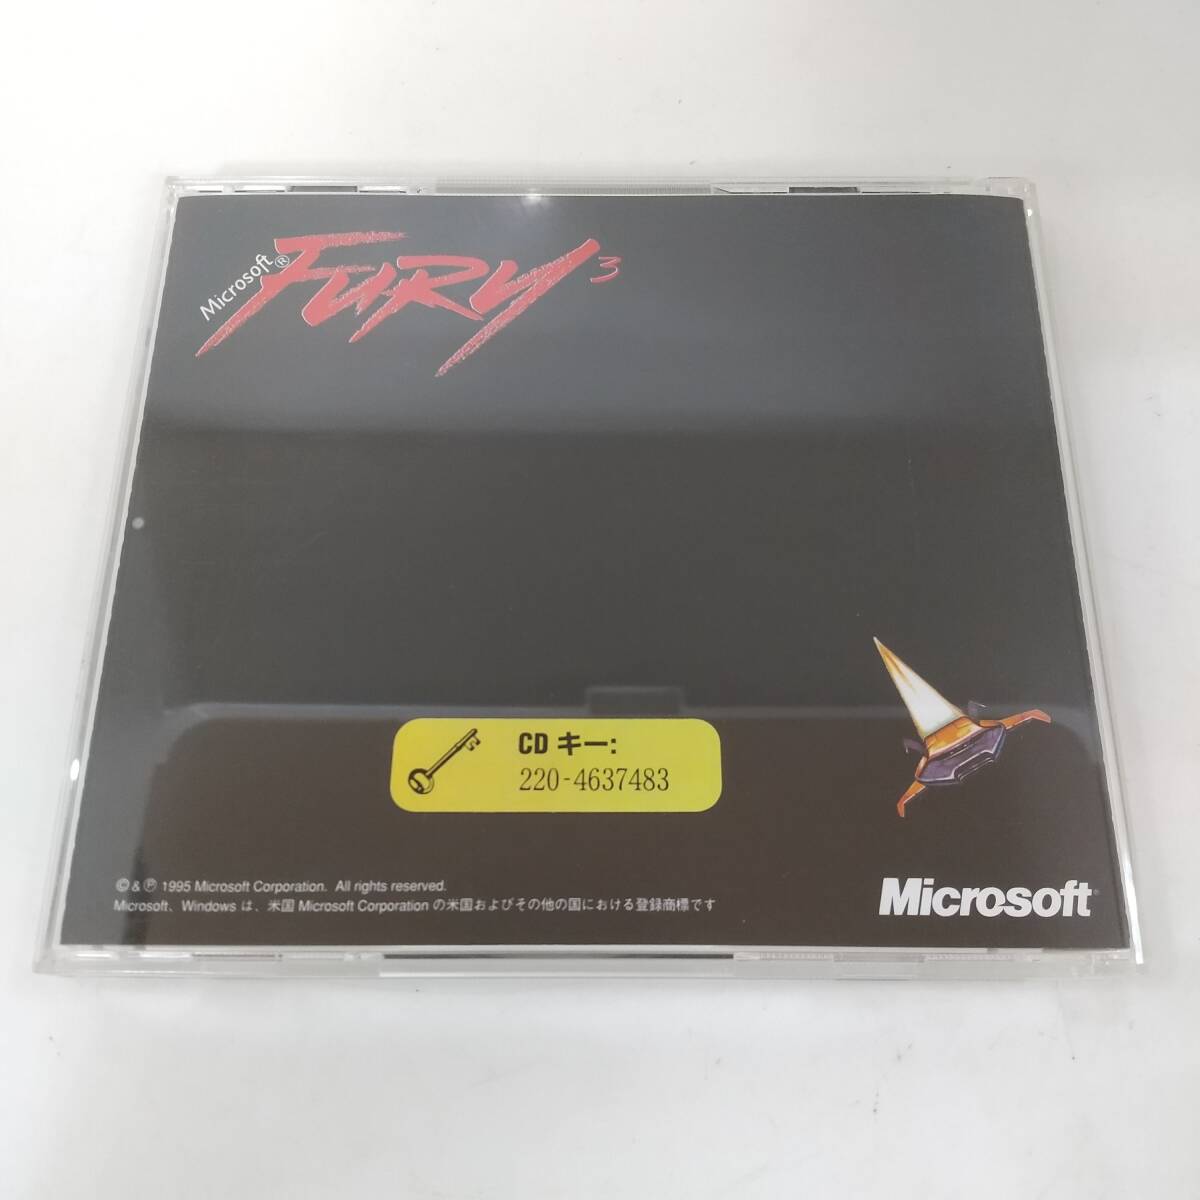 Microsoft®
FURY3
CD キー:
220-4637483
©&℗ 1995 Microsoft Corporation. All rights reserved.
Microsoft、Windows は、米国 Microsoft Corporation の米国およびその他の国における登録商標です
Microsoft®